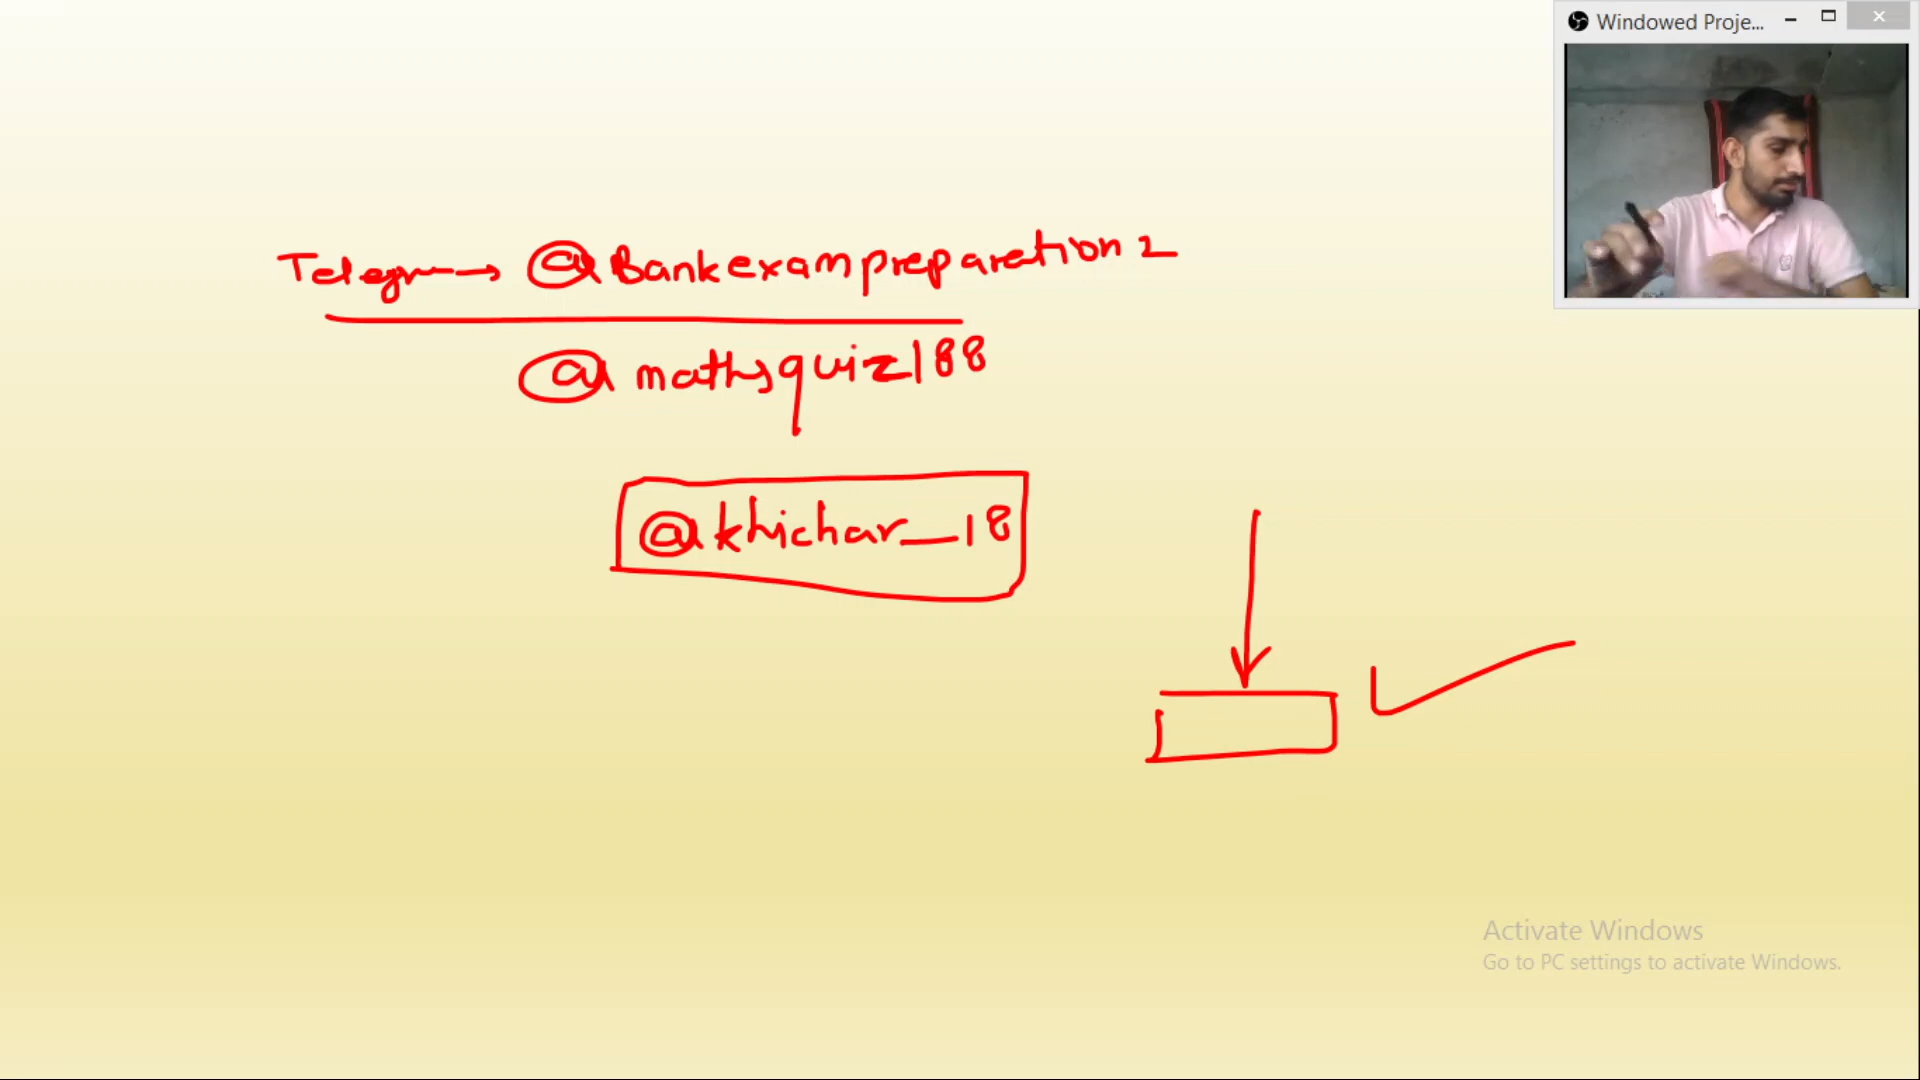 Windowed Proje...
Telegram → @Bankexampreparation2
@mathsquiz188
@khichar_18
Activate Windows
Go to PC settings to activate Windows.